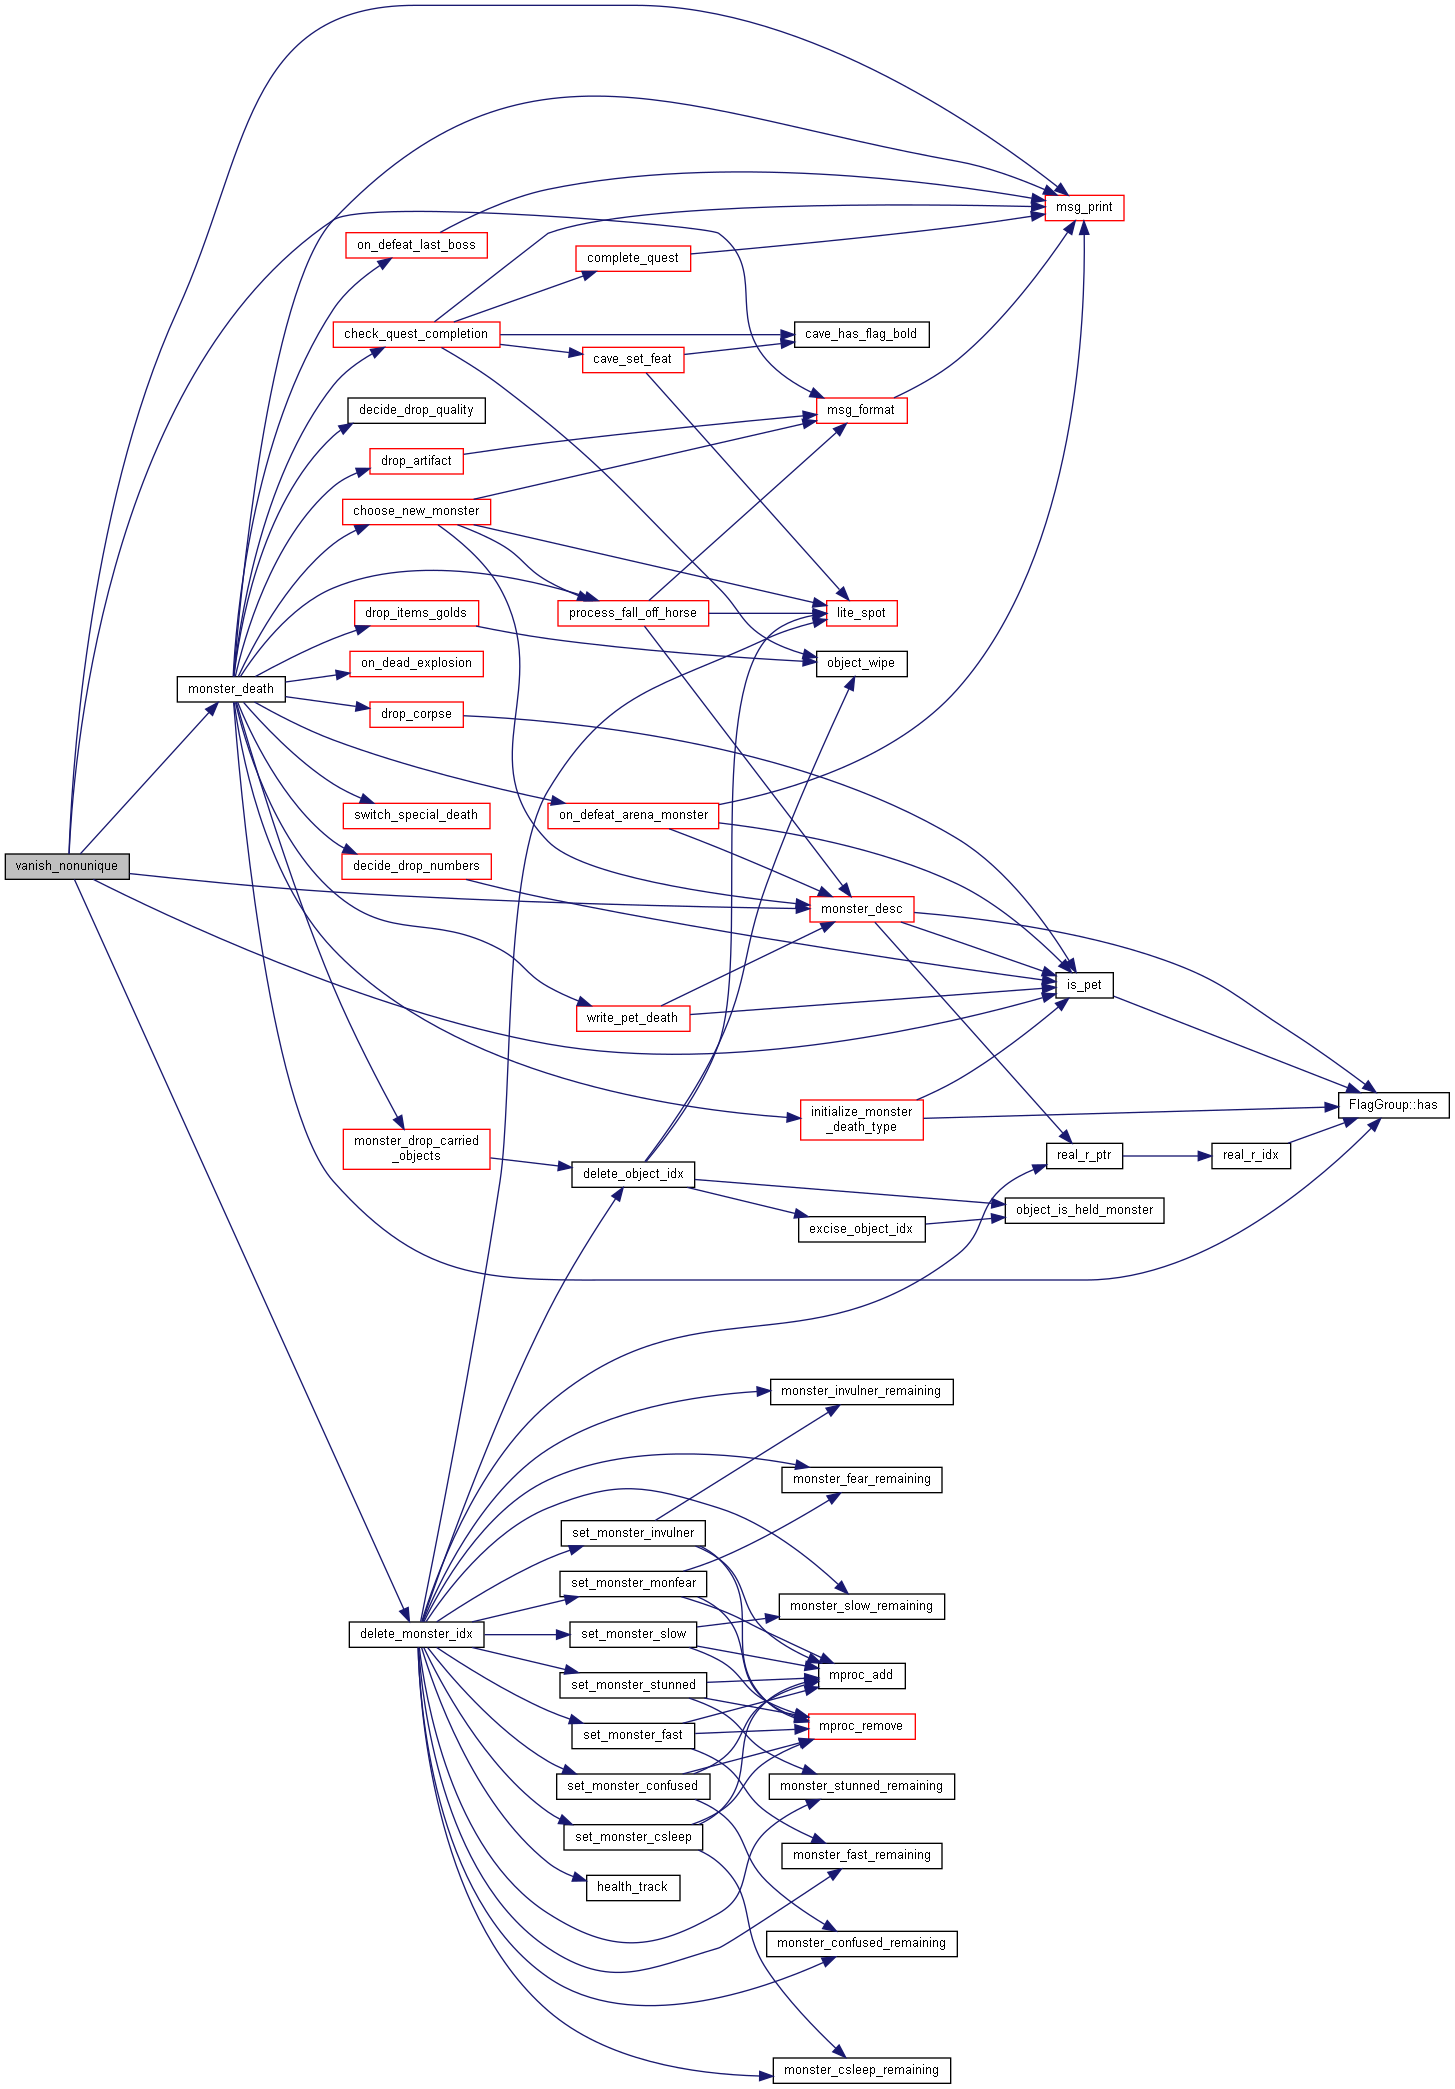 msg_print
on_defeat_last_boss
complete_quest
check_quest_completion
cave_has_flag_bold
cave_set_feat
decide_drop_quality
msg_format
drop_artifact
choose_new_monster
drop_items_golds
process_fall_off_horse
lite_spot
on_dead_explosion
object_wipe
monster_death
drop_corpse
switch_special_death
on_defeat_arena_monster
vanish_nonunique
decide_drop_numbers
monster_desc
is_pet
write_pet_death
FlagGroup::has
initialize_monster
_death_type
monster_drop_carried
_objects
real_r_ptr
real_r_idx
delete_object_idx
object_is_held_monster
excise_object_idx
monster_invulner_remaining
monster_fear_remaining
set_monster_invulner
set_monster_monfear
monster_slow_remaining
delete_monster_idx
set_monster_slow
mproc_add
set_monster_stunned
mproc_remove
set_monster_fast
set_monster_confused
monster_stunned_remaining
set_monster_csleep
monster_fast_remaining
health_track
monster_confused_remaining
monster_csleep_remaining